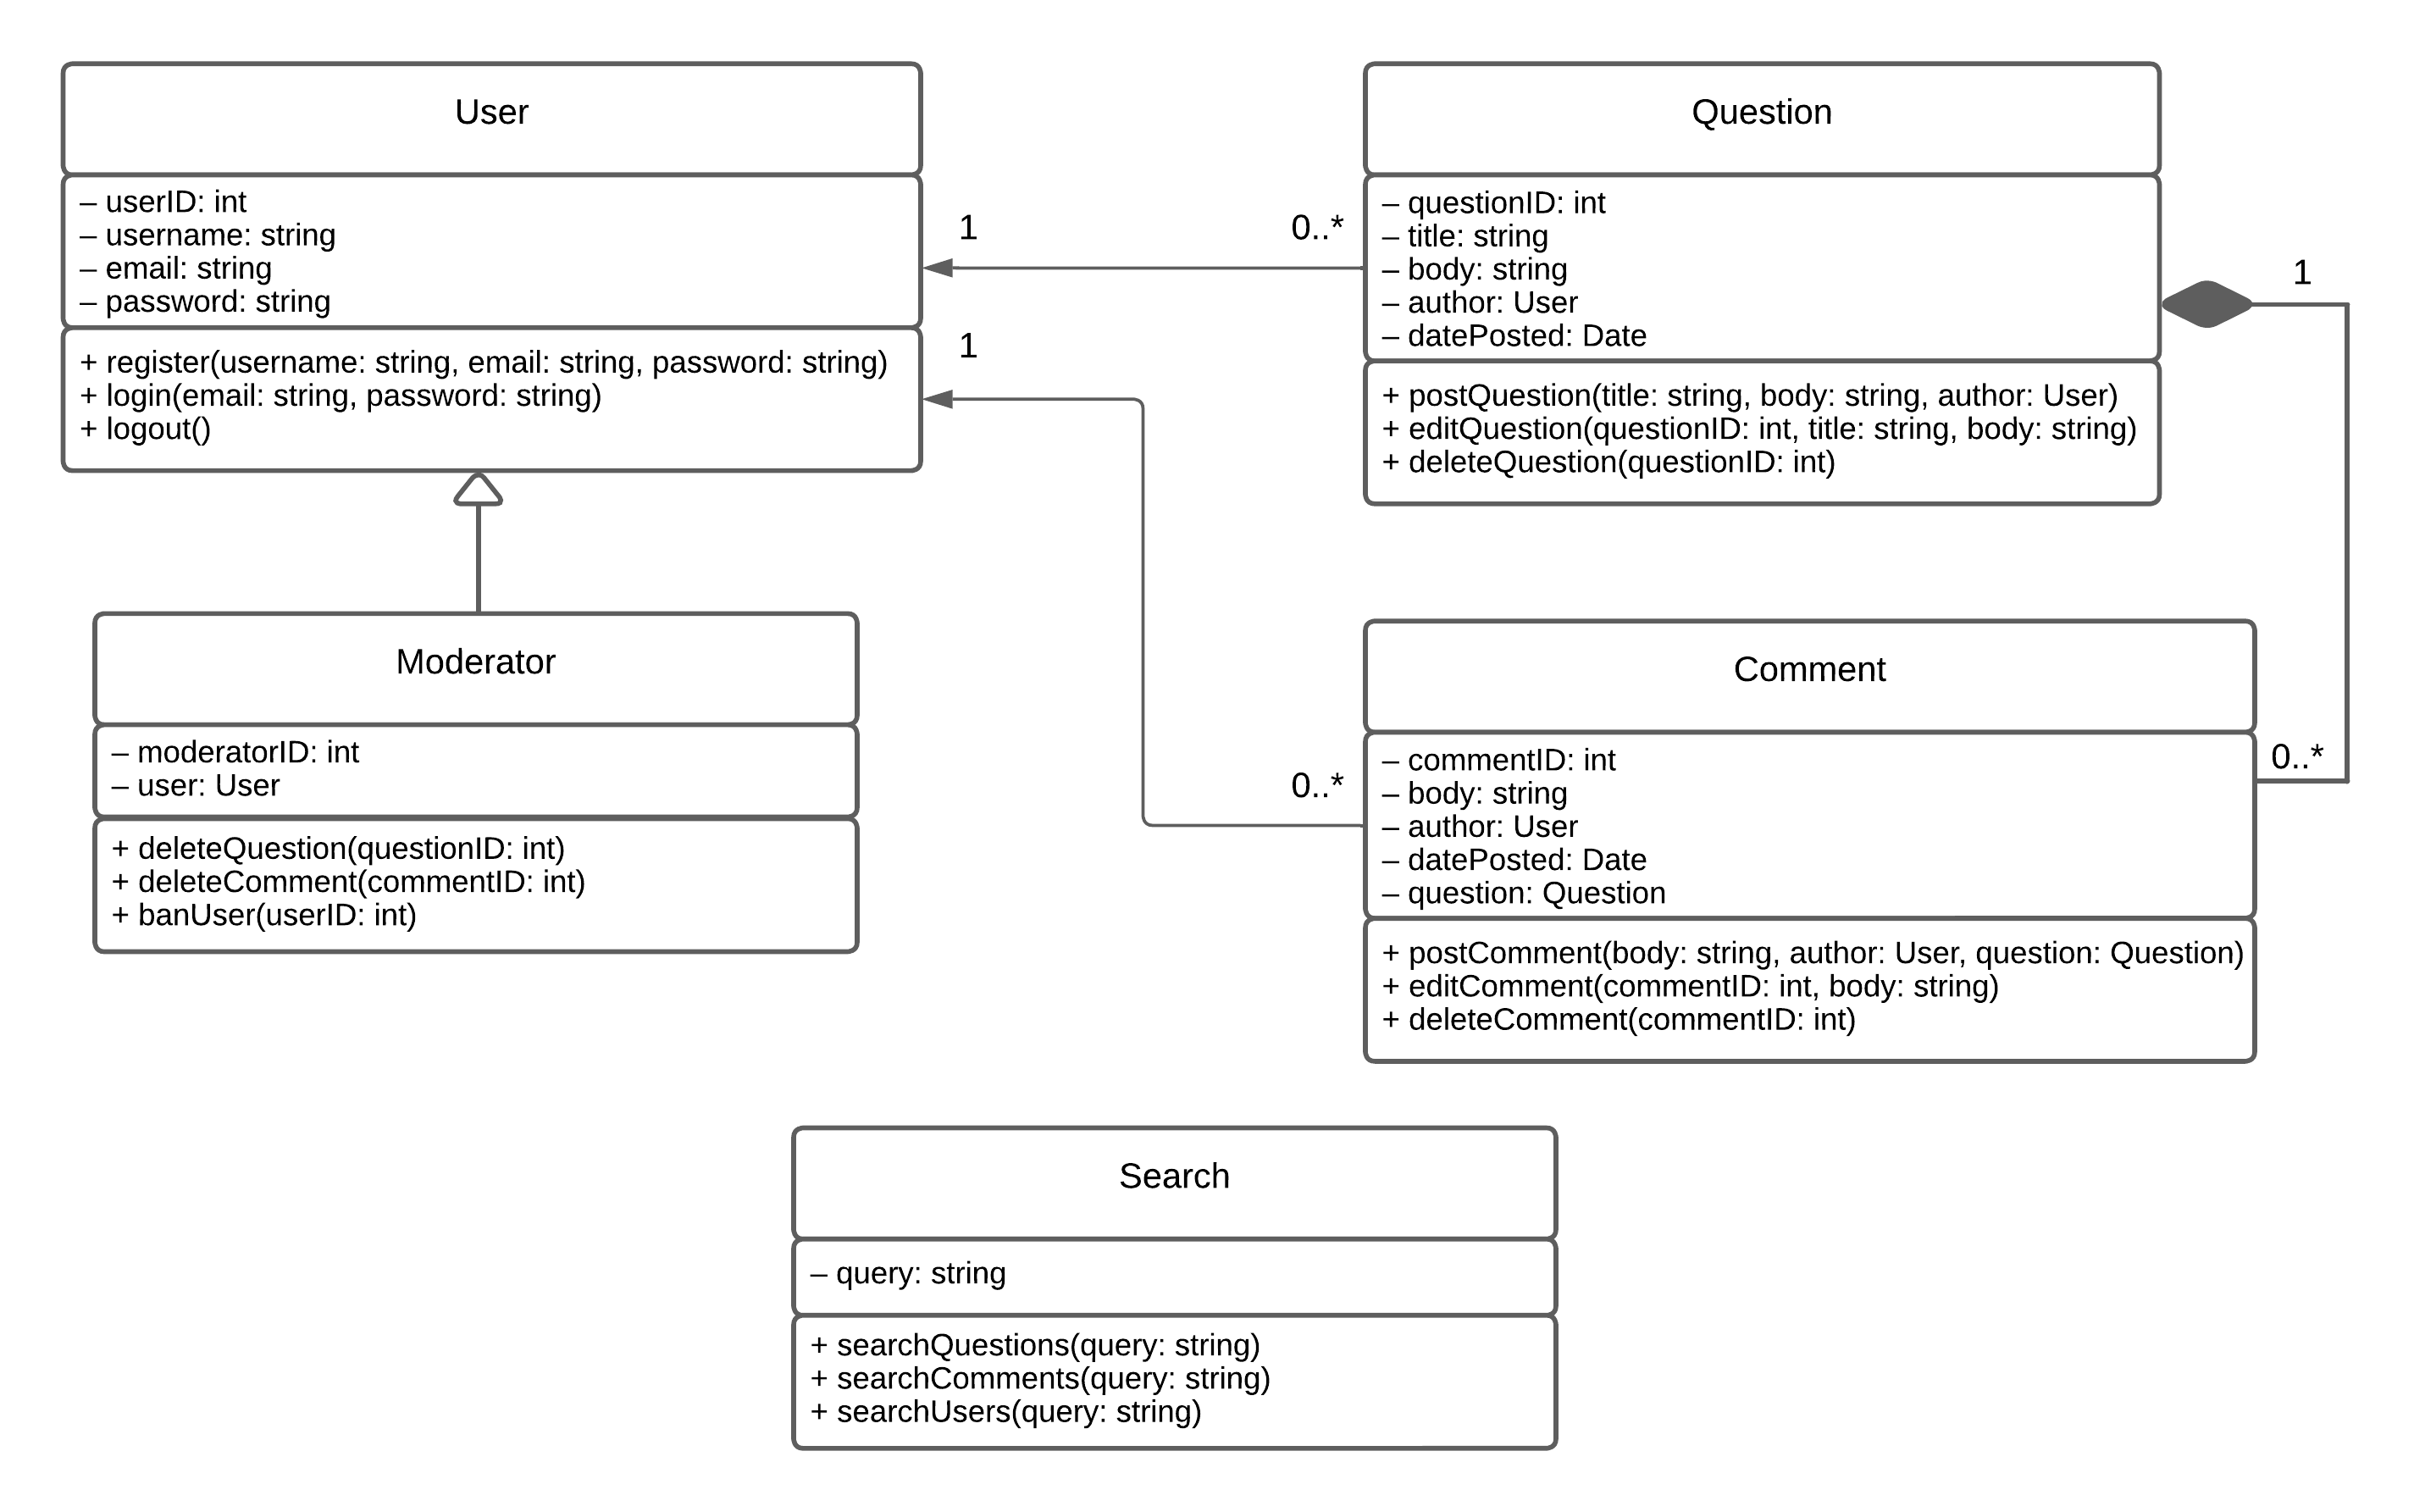 User
– userID: int
– username: string
– email: string
– password: string
+ register(username: string, email: string, password: string)
+ login(email: string, password: string)
+ logout()
1
0..*
1
Question
– questionID: int
– title: string
– body: string
– author: User
– datePosted: Date
+ postQuestion(title: string, body: string, author: User)
+ editQuestion(questionID: int, title: string, body: string)
+ deleteQuestion(questionID: int)
1
Moderator
– moderatorID: int
– user: User
+ deleteQuestion(questionID: int)
+ deleteComment(commentID: int)
+ banUser(userID: int)
0..*
Comment
– commentID: int
– body: string
– author: User
– datePosted: Date
– question: Question
+ postComment(body: string, author: User, question: Question)
+ editComment(commentID: int, body: string)
+ deleteComment(commentID: int)
0..*
Search
– query: string
+ searchQuestions(query: string)
+ searchComments(query: string)
+ searchUsers(query: string)